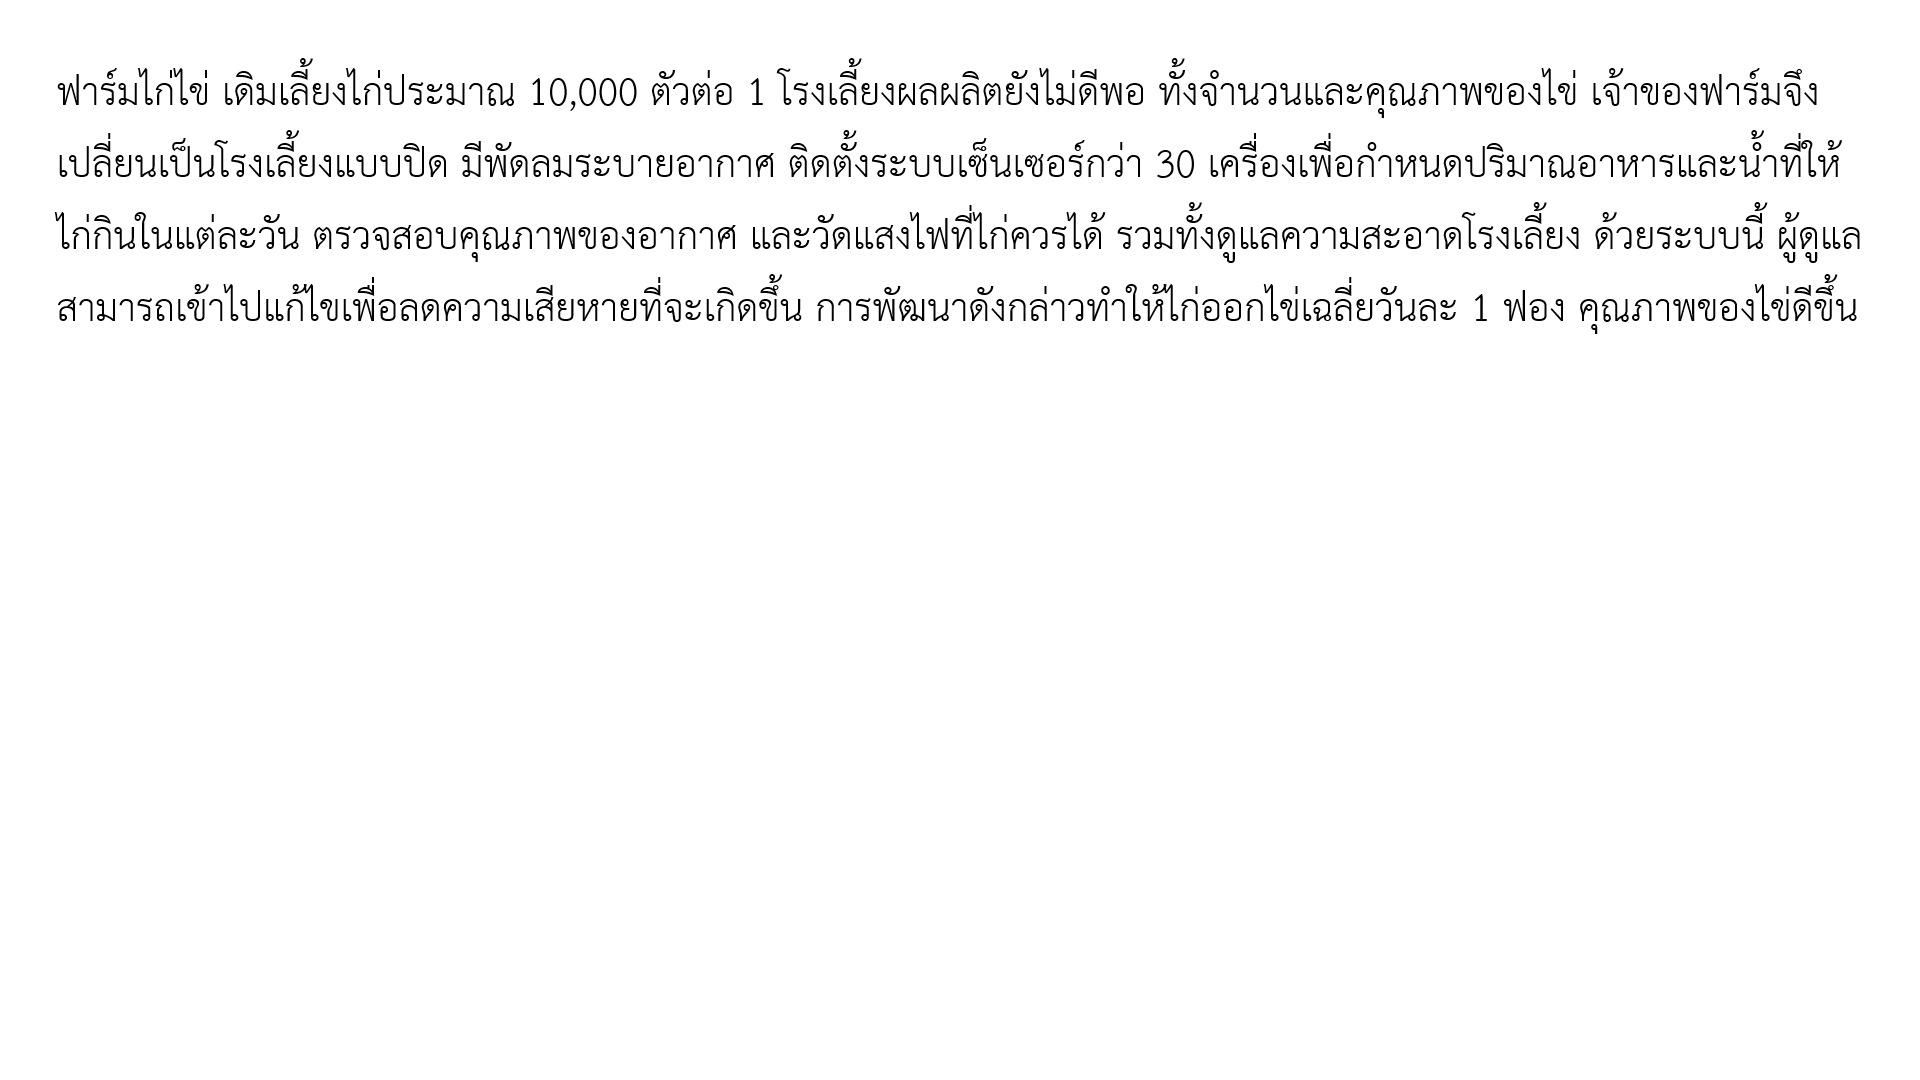 ฟาร์มไก่ไข่ เดิมเลี้ยงไก่ประมาณ 10,000 ตัวต่อ 1 โรงเลี้ยงผลผลิตยังไม่ดีพอ ทั้งจำนวนและคุณภาพของไข่ เจ้าของฟาร์มจึง
เปลี่ยนเป็นโรงเลี้ยงแบบปิด มีพัดลมระบายอากาศ ติดตั้งระบบเซ็นเซอร์กว่า 30 เครื่องเพื่อกำหนดปริมาณอาหารและน้ำที่ให้
ไก่กินในแต่ละวัน ตรวจสอบคุณภาพของอากาศ และวัดแสงไฟที่ไก่ควรได้ รวมทั้งดูแลความสะอาดโรงเลี้ยง ด้วยระบบนี้ ผู้ดูแล
สามารถเข้าไปแก้ไขเพื่อลดความเสียหายที่จะเกิดขึ้น การพัฒนาดังกล่าวทำให้ไก่ออกไข่เฉลี่ยวันละ 1 ฟอง คุณภาพของไข่ดีขึ้น